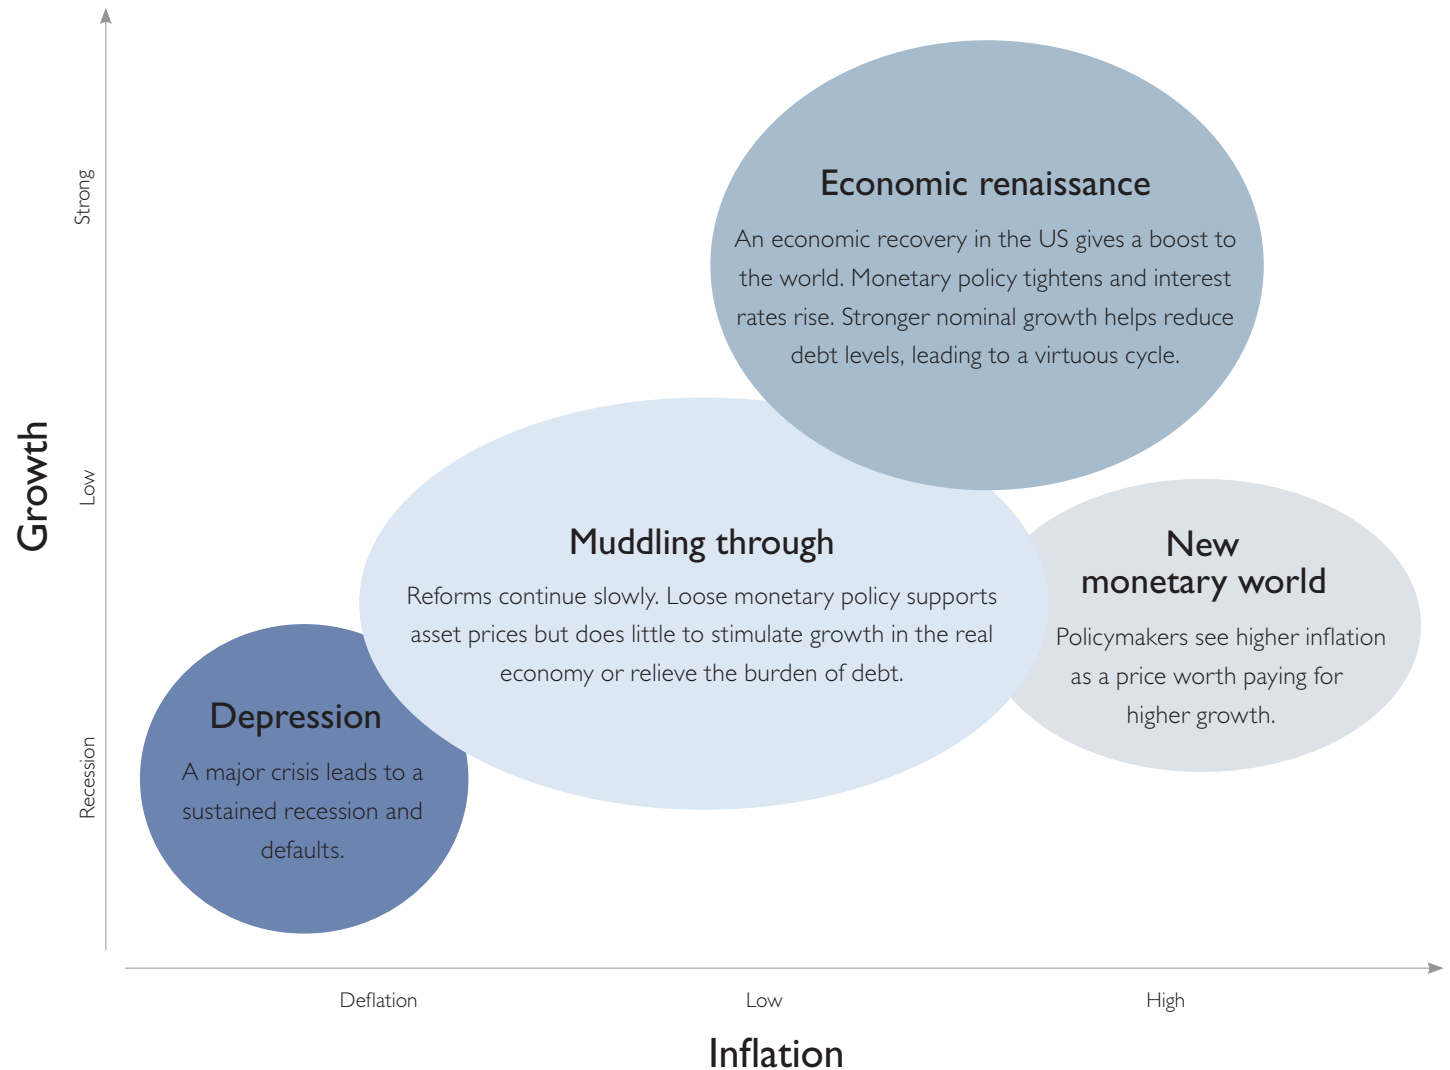 Growth
Strong
Low
Recession
Economic renaissance
An economic recovery in the US gives a boost to
the world. Monetary policy tightens and interest
rates rise. Stronger nominal growth helps reduce
debt levels, leading to a virtuous cycle.
Muddling through
Reforms continue slowly. Loose monetary policy supports
asset prices but does little to stimulate growth in the real
economy or relieve the burden of debt.
New
monetary world
Policymakers see higher inflation
as a price worth paying for
higher growth.
Depression
A major crisis leads to a
sustained recession and
defaults.
Deflation
Low
High
Inflation